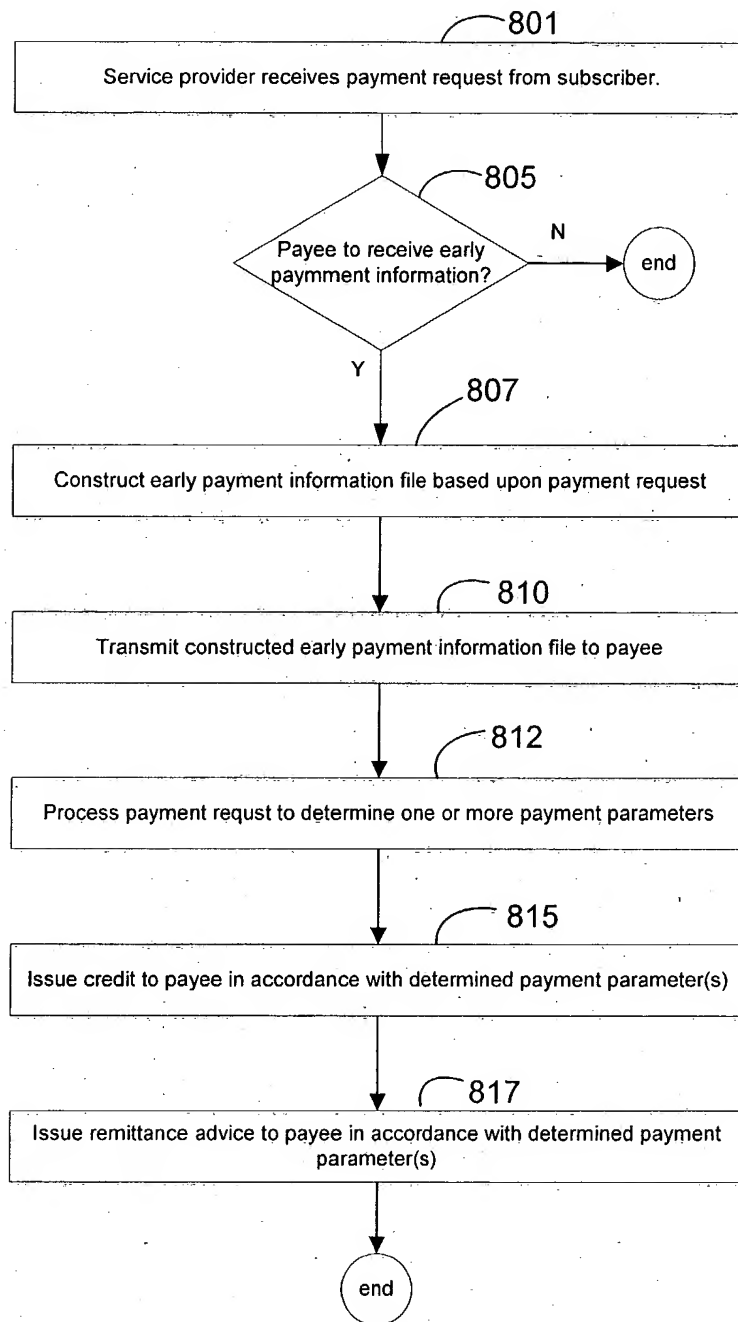 801
Service provider receives payment request from subscriber.
805
Payee to receive early
paymment information?
N
end
Y
807
Construct early payment information file based upon payment request
810
Transmit constructed early payment information file to payee
812
Process payment requst to determine one or more payment parameters
815
Issue credit to payee in accordance with determined payment parameter(s)
817
Issue remittance advice to payee in accordance with determined payment
parameter(s)
end